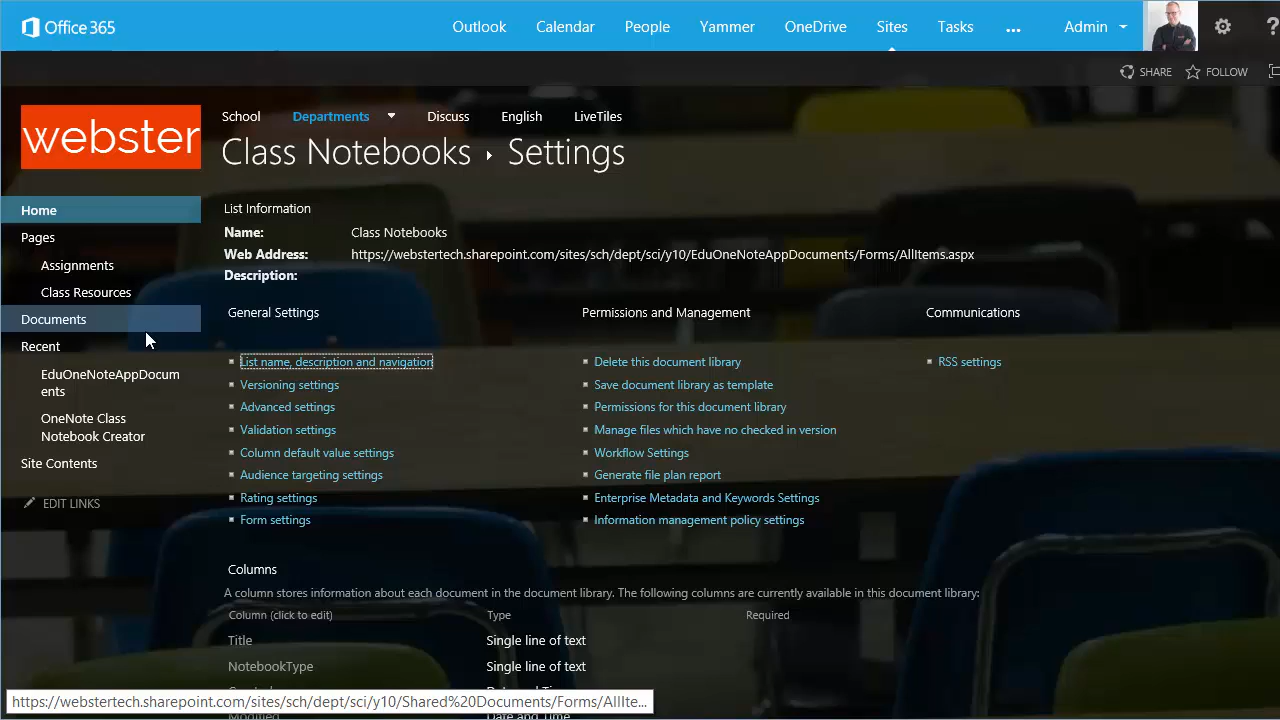 Office 365
Outlook Calendar People Yammer OneDrive Sites Tasks ... Admin ?
SHARE FOLLOW
webster
School Departments Discuss English LiveTiles
Class Notebooks ▸ Settings
Home
Pages
Assignments
Class Resources
Documents
Recent
EduOneNoteAppDocum
ents
OneNote Class
Notebook Creator
Site Contents
EDIT LINKS
List Information
Name: Class Notebooks
Web Address: https://webstertech.sharepoint.com/sites/sch/dept/sci/y10/EduOneNoteAppDocuments/Forms/AllItems.aspx
Description:
General Settings
List name, description and navigation
Versioning settings
Advanced settings
Validation settings
Column default value settings
Audience targeting settings
Rating settings
Form settings
Permissions and Management
Delete this document library
Save document library as template
Permissions for this document library
Manage files which have no checked in version
Workflow Settings
Generate file plan report
Enterprise Metadata and Keywords Settings
Information management policy settings
Communications
RSS settings
Columns
A column stores information about each document in the document library. The following columns are currently available in this document library:
Column (click to edit) Type Required
Title Single line of text
NotebookType Single line of text
Modified Date and Time
https://webstertech.sharepoint.com/sites/sch/dept/sci/y10/Shared%20Documents/Forms/AllIte...